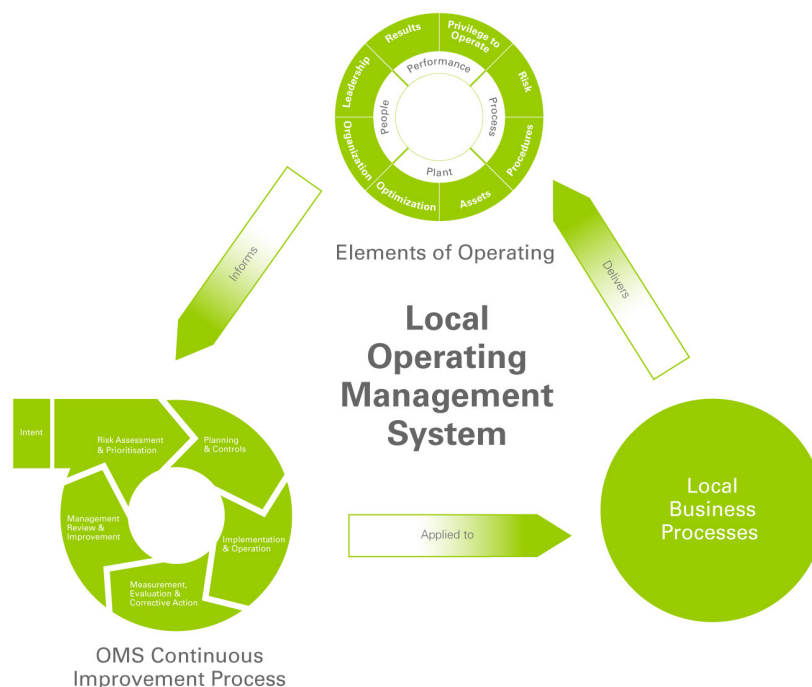 Results
Privilege to
Operate
Leadership
Performance
Risk
People
Process
Organization
Plant
Procedures
Optimization
Assets
Elements of Operating
Informs
Delivers
Local
Operating
Management
System
Intent
Risk Assessment
& Prioritisation
Planning
& Controls
Management
Review &
Improvement
Implementation
& Operation
Measurement,
Evaluation &
Corrective Action
Applied to
Local
Business
Processes
OMS Continuous
Improvement Process